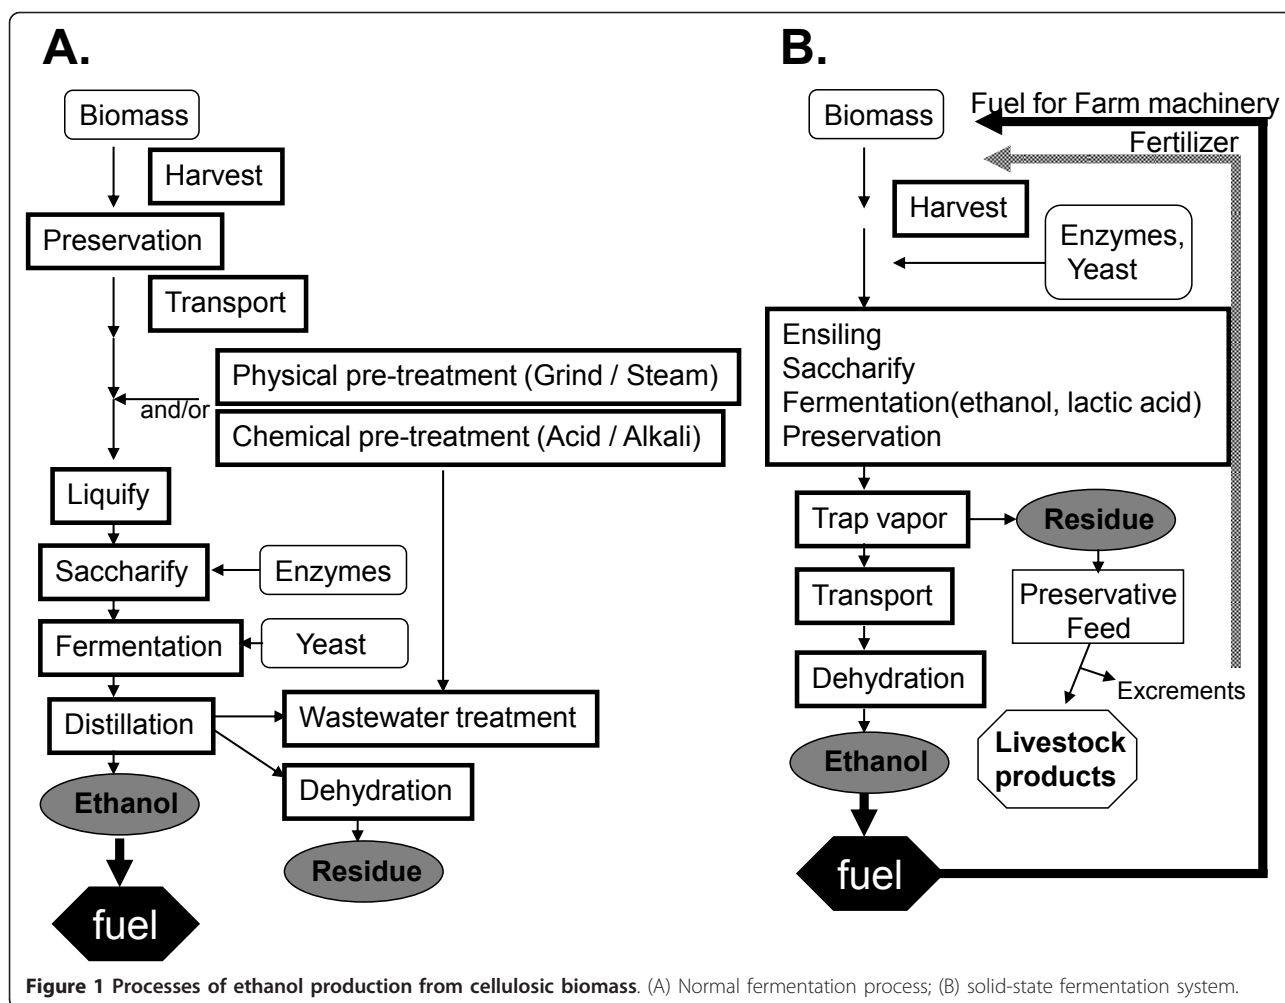 A.
Biomass
Harvest
Preservation
Transport
Physical pre-treatment (Grind / Steam)
and/or
Chemical pre-treatment (Acid / Alkali)
Liquify
Saccharify
Enzymes
Fermentation
Yeast
Distillation
Wastewater treatment
Ethanol
Dehydration
Residue
fuel
B.
Biomass
Fuel for Farm machinery
Fertilizer
Harvest
Enzymes,
Yeast
Ensiling
Saccharify
Fermentation(ethanol, lactic acid)
Preservation
Trap vapor
Residue
Transport
Preservative
Feed
Dehydration
Excrements
Ethanol
Livestock
products
fuel
Figure 1 Processes of ethanol production from cellulosic biomass. (A) Normal fermentation process; (B) solid-state fermentation system.